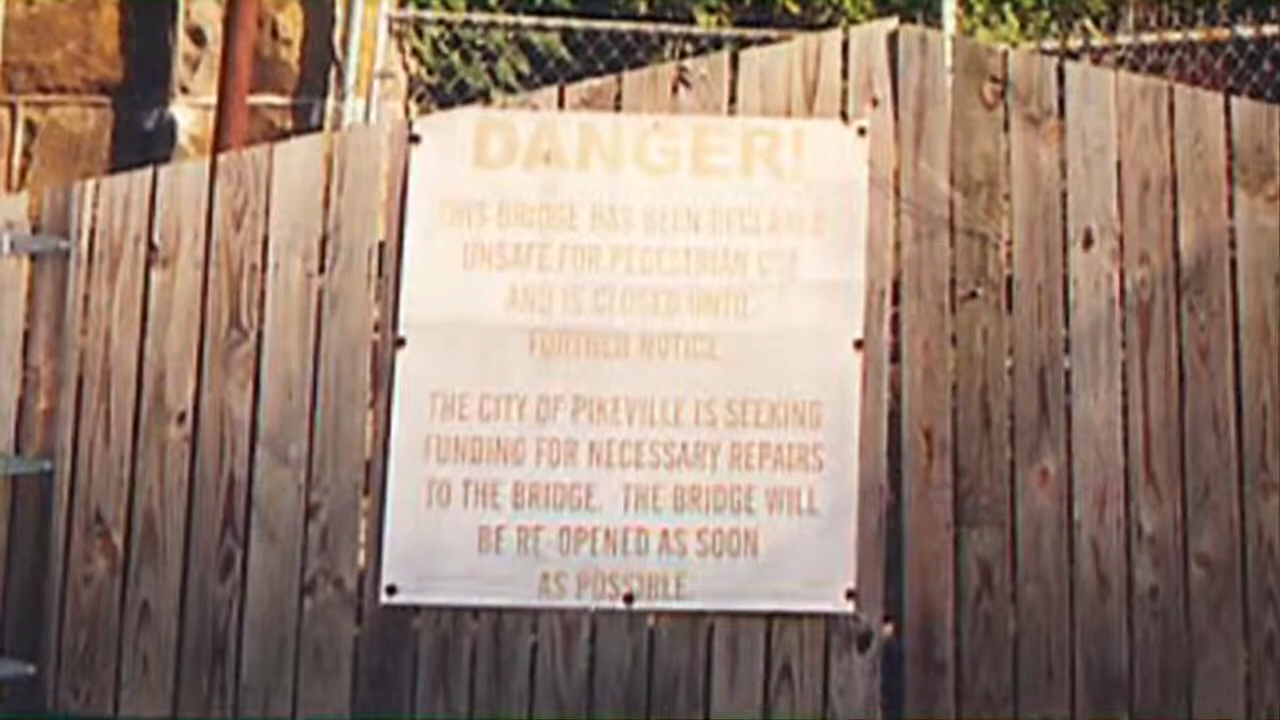 DANGER!
THIS BRIDGE HAS BEEN DECLARED
UNSAFE FOR PEDESTRIAN USE
AND IS CLOSED UNTIL
FURTHER NOTICE
THE CITY OF PIKEVILLE IS SEEKING
FUNDING FOR NECESSARY REPAIRS
TO THE BRIDGE. THE BRIDGE WILL
BE RE-OPENED AS SOON
AS POSSIBLE.